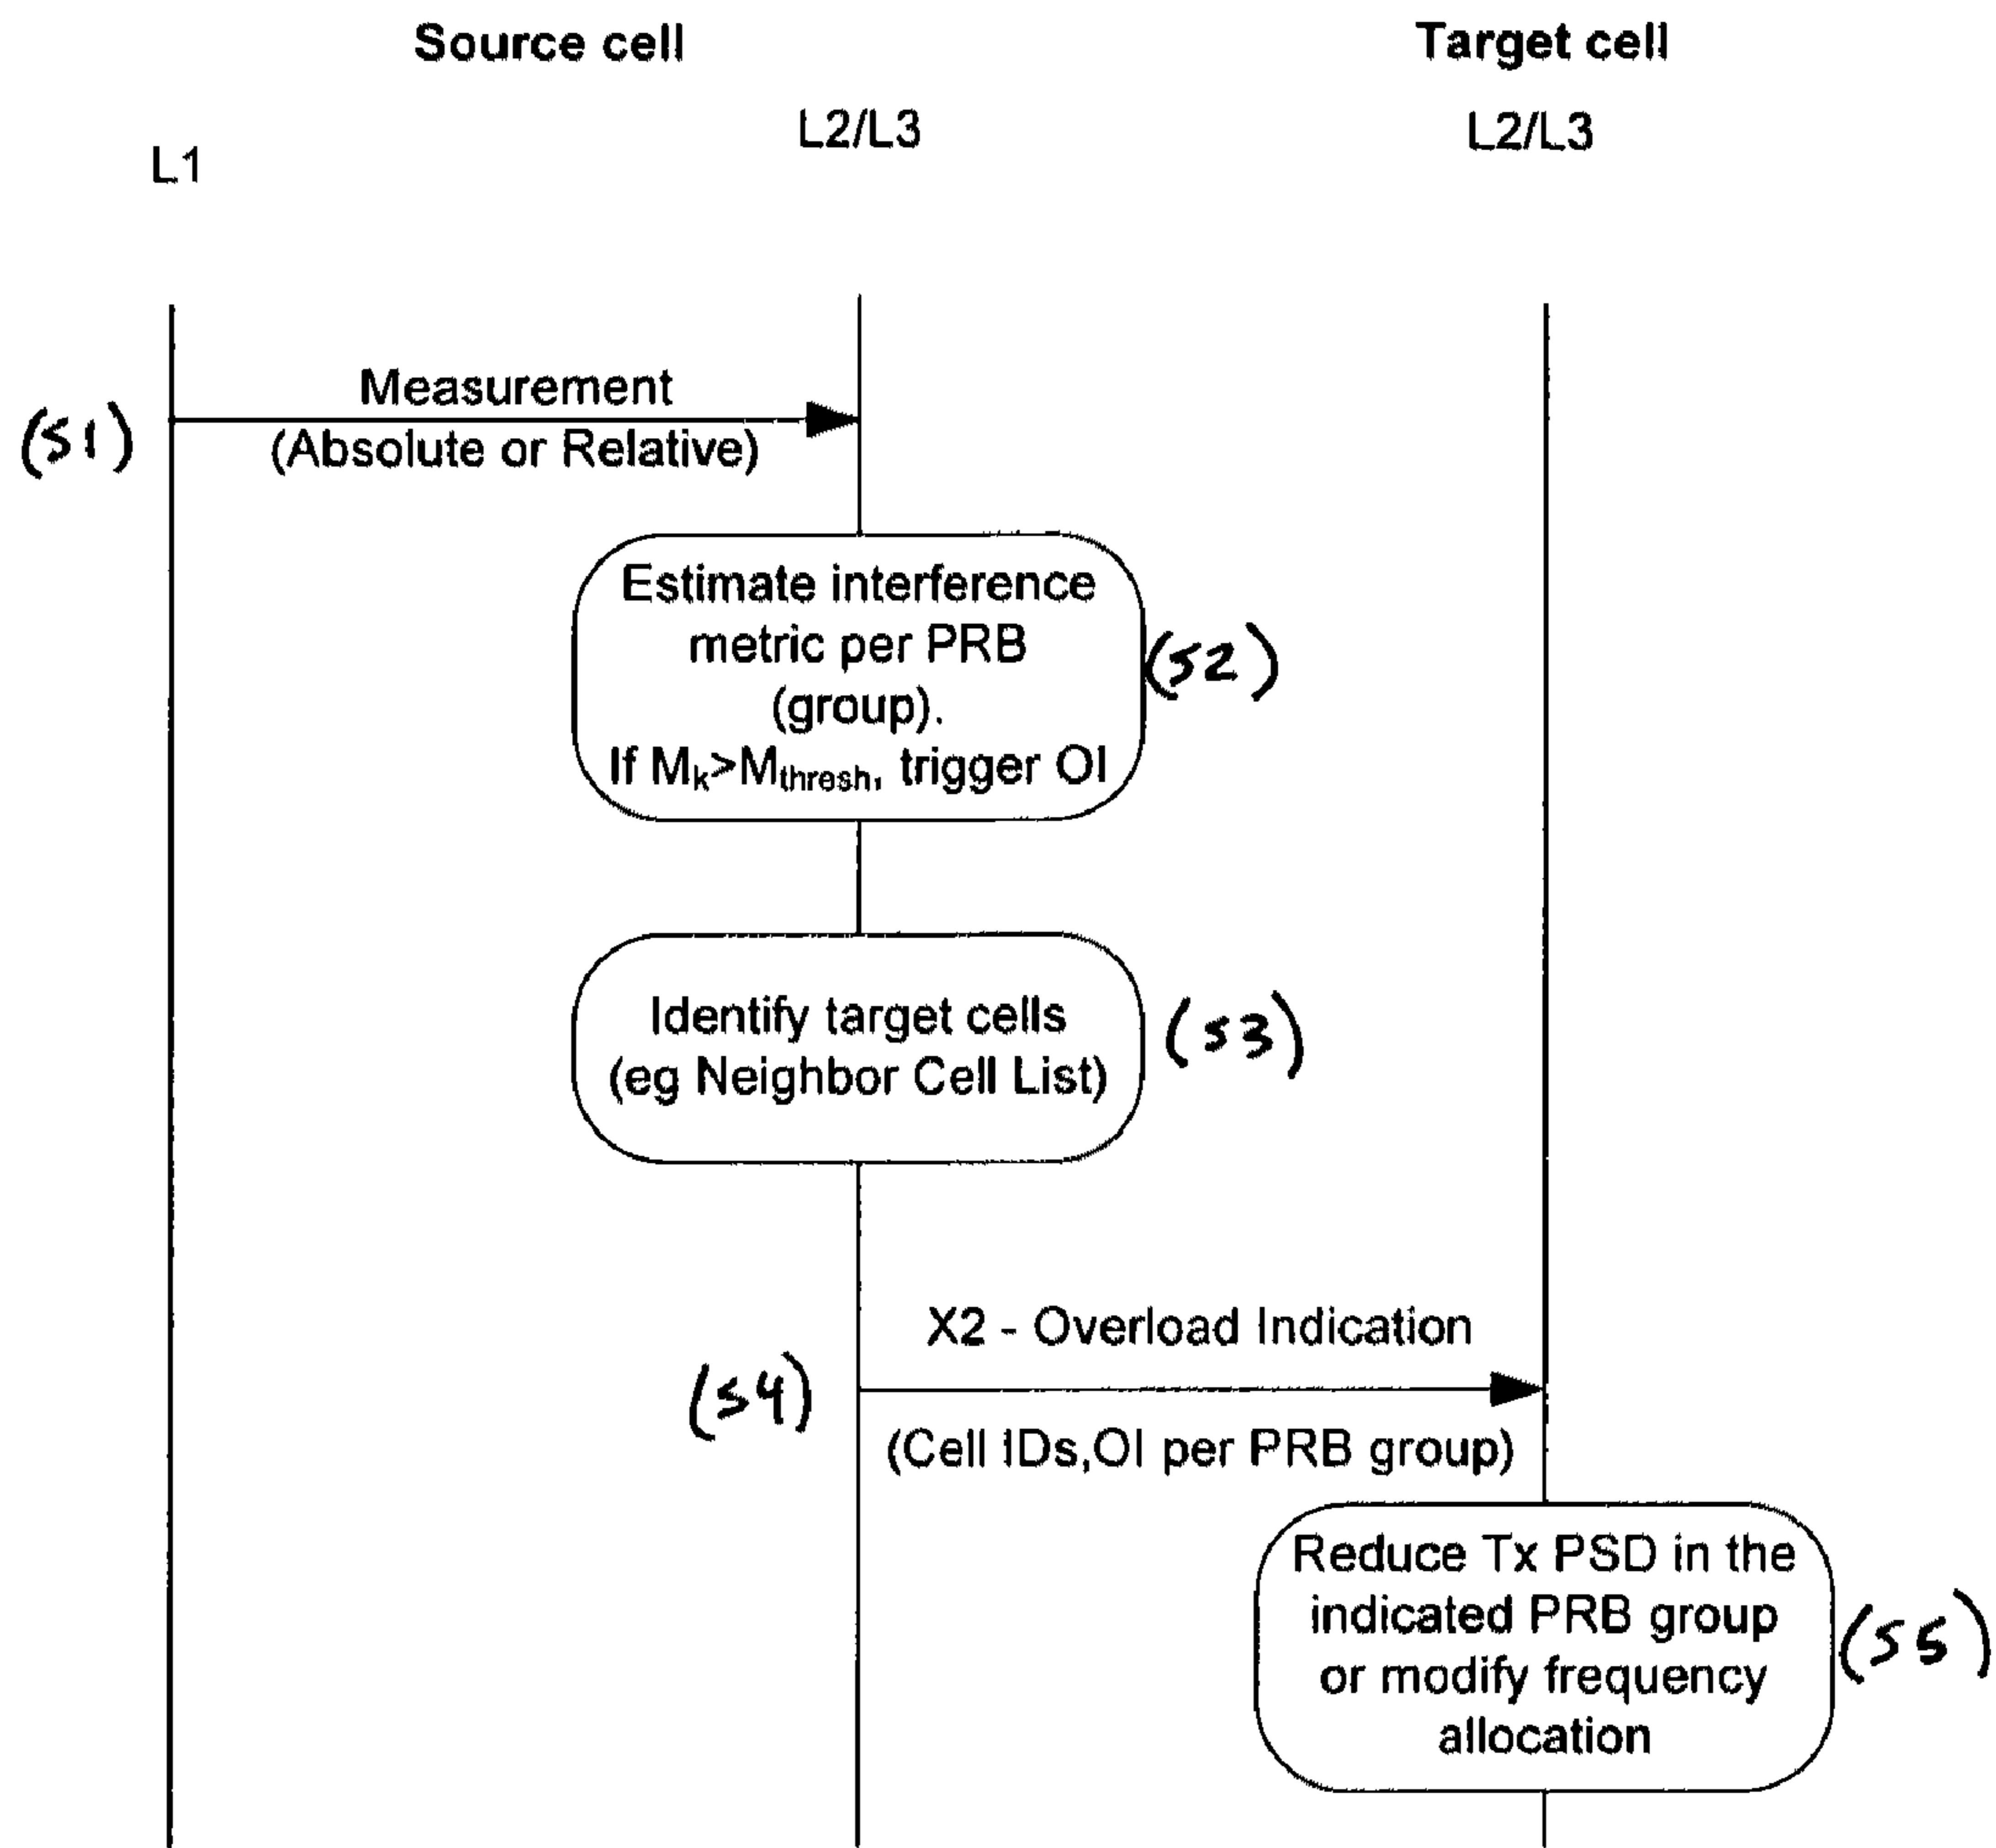 Source cell
Target cell
L1
L2/L3
L2/L3
(S1)
Measurement
(Absolute or Relative)
Estimate interference
metric per PRB
(group).
If Mk>Mthresh, trigger OI
(S2)
Identify target cells
(eg Neighbor Cell List)
(S3)
X2 - Overload Indication
(S4)
(Cell IDs,OI per PRB group)
Reduce Tx PSD in the
indicated PRB group
or modify frequency
allocation
(S5)